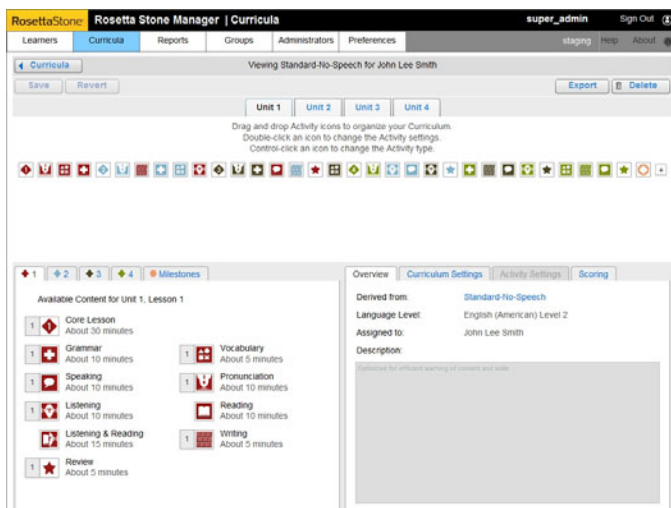 RosettaStone Rosetta Stone Manager | Curricula super_admin Sign Out
Learners Curricula Reports Groups Administrators Preferences staging Help About
Curricula Viewing Standard-No-Speech for John Lee Smith
Save Revert Export Delete
Unit 1 Unit 2 Unit 3 Unit 4
Drag and drop Activity icons to organize your Curriculum.
Double-click an icon to change the Activity settings.
Control-click an icon to change the Activity type.
1 2 3 4 Milestones
Available Content for Unit 1, Lesson 1
1 Core Lesson
About 30 minutes
1 Grammar
About 10 minutes
1 Vocabulary
About 5 minutes
1 Speaking
About 10 minutes
1 Pronunciation
About 10 minutes
1 Listening
About 10 minutes
Reading
About 10 minutes
Listening & Reading
About 15 minutes
1 Writing
About 5 minutes
1 Review
About 5 minutes
Overview Curriculum Settings Activity Settings Scoring
Derived from: Standard-No-Speech
Language Level: English (American) Level 2
Assigned to: John Lee Smith
Description: